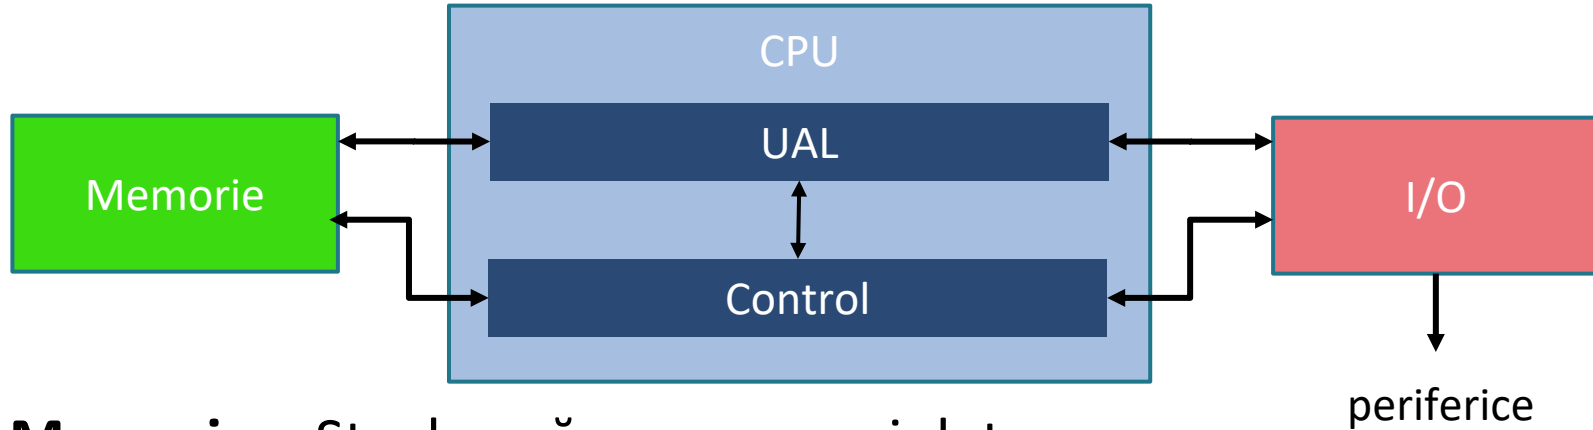 CPU
UAL
Memorie
I/O
Control
periferice